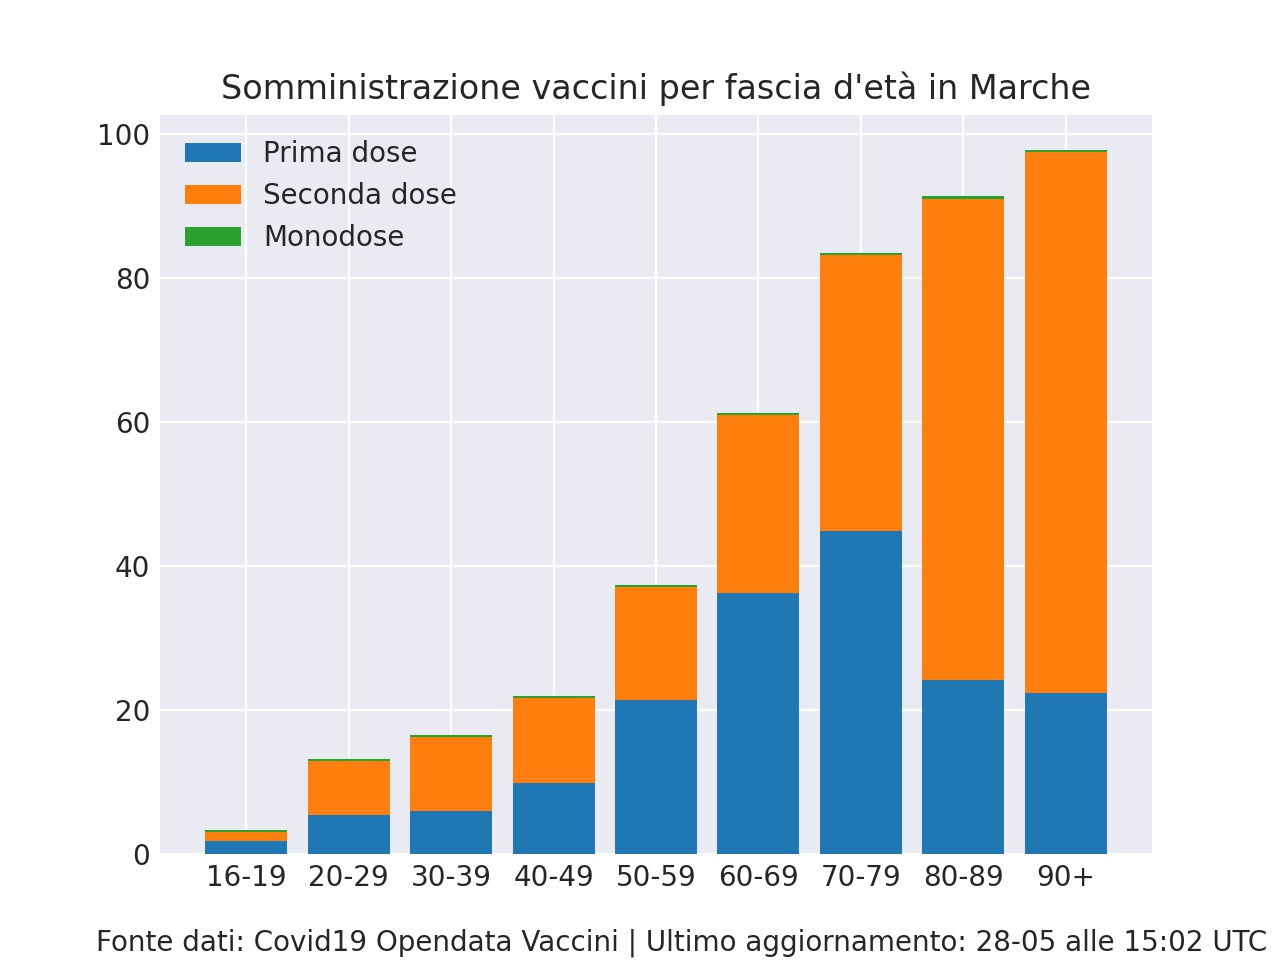 Somministrazione vaccini per fascia d'età in Marche
100
80
60
40
20
0
Prima dose
Seconda dose
Monodose
16-19 20-29 30-39 40-49 50-59 60-69 70-79 80-89 90+
Fonte dati: Covid19 Opendata Vaccini | Ultimo aggiornamento: 28-05 alle 15:02 UTC